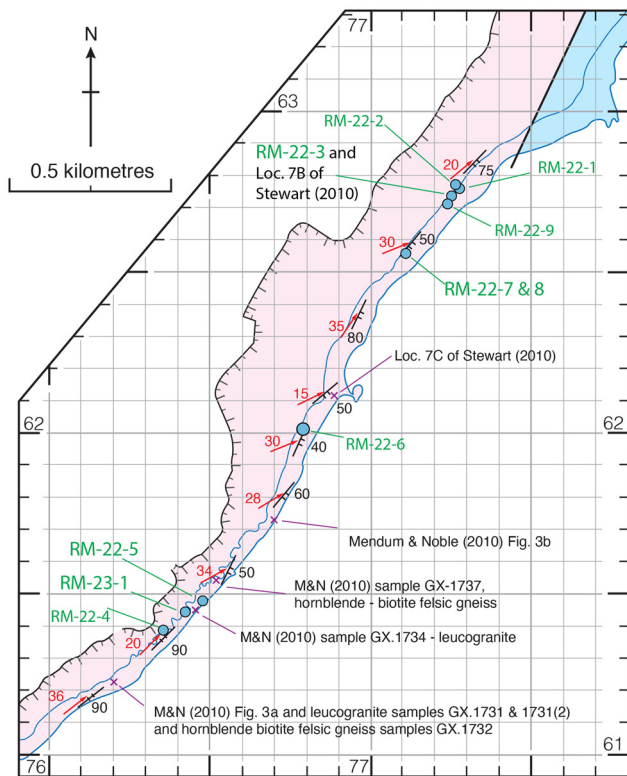 77
N
63
RM-22-2
0.5 kilometres
RM-22-3 and
Loc. 7B of
Stewart (2010)
20
75
RM-22-1
RM-22-9
30
50
RM-22-7 & 8
35
80
Loc. 7C of Stewart (2010)
15
50
62
62
30
40
RM-22-6
28
60
Mendum & Noble (2010) Fig. 3b
RM-22-5
34
50
M&N (2010) sample GX-1737,
hornblende - biotite felsic gneiss
RM-23-1
RM-22-4
M&N (2010) sample GX.1734 - leucogranite
20
90
36
90
M&N (2010) Fig. 3a and leucogranite samples GX.1731 & 1731(2)
and hornblende biotite felsic gneiss samples GX.1732
61
76
77